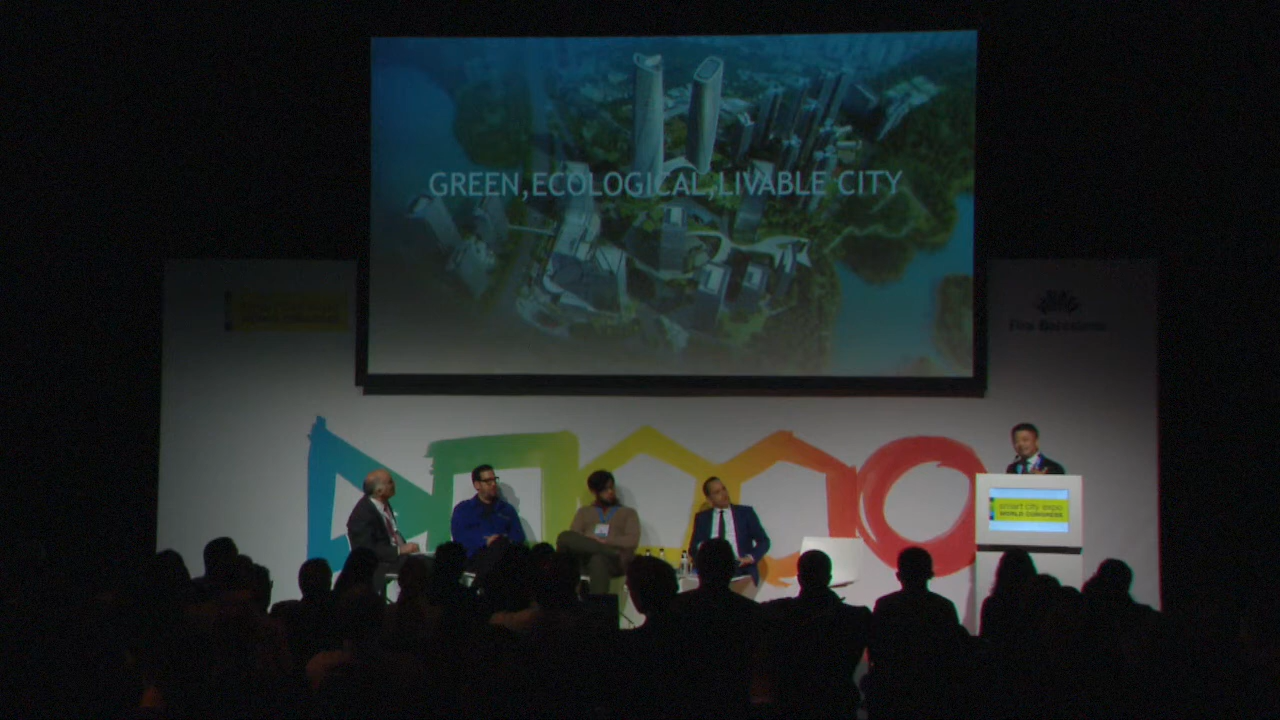 GREEN,ECOLOGICAL,LIVABLE CITY
Fira Barcelona
smart city expo
WORLD CONGRESS